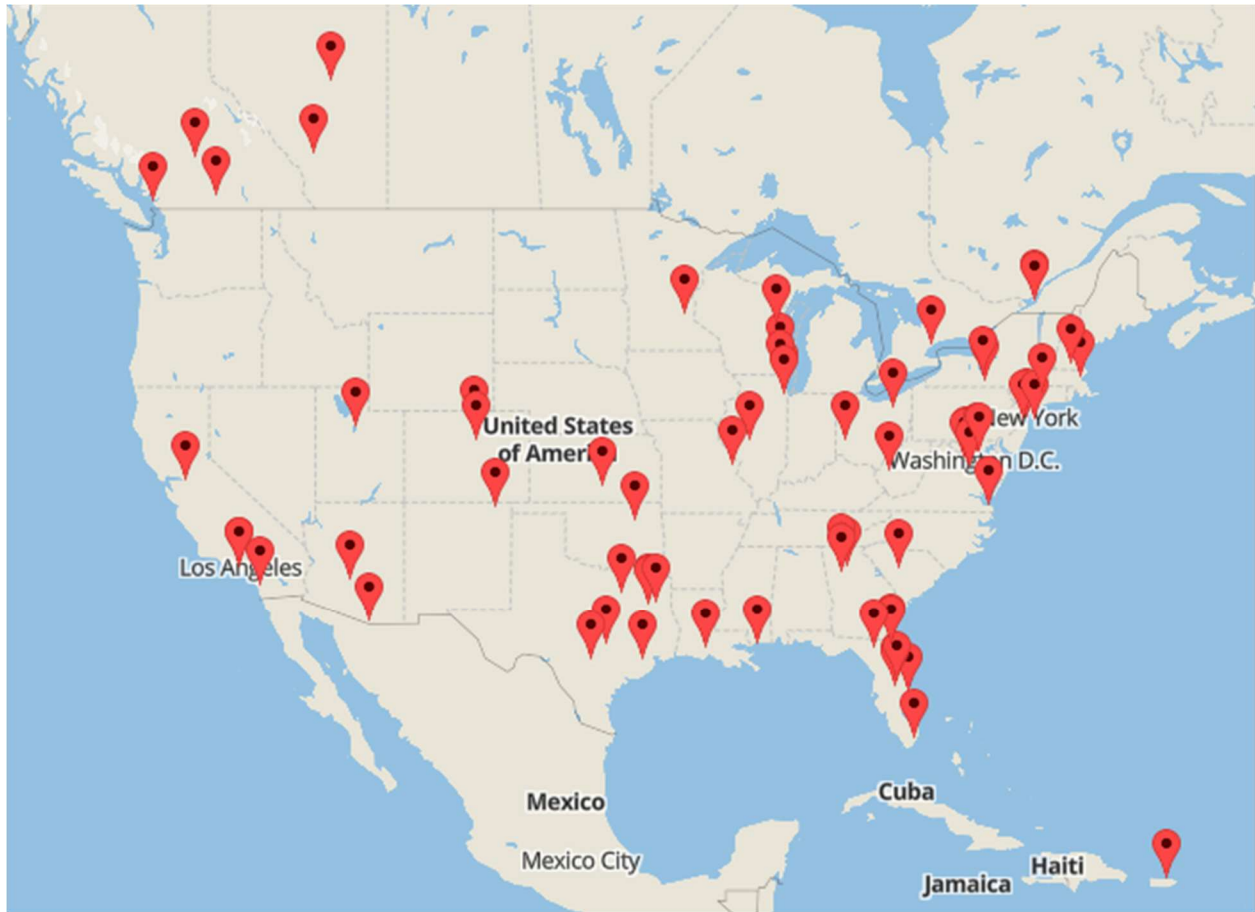 New York
United States
of Ameri
Washington D.C.
Los Angeles
Mexico
Cuba
Mexico City
Haiti
Jamaica